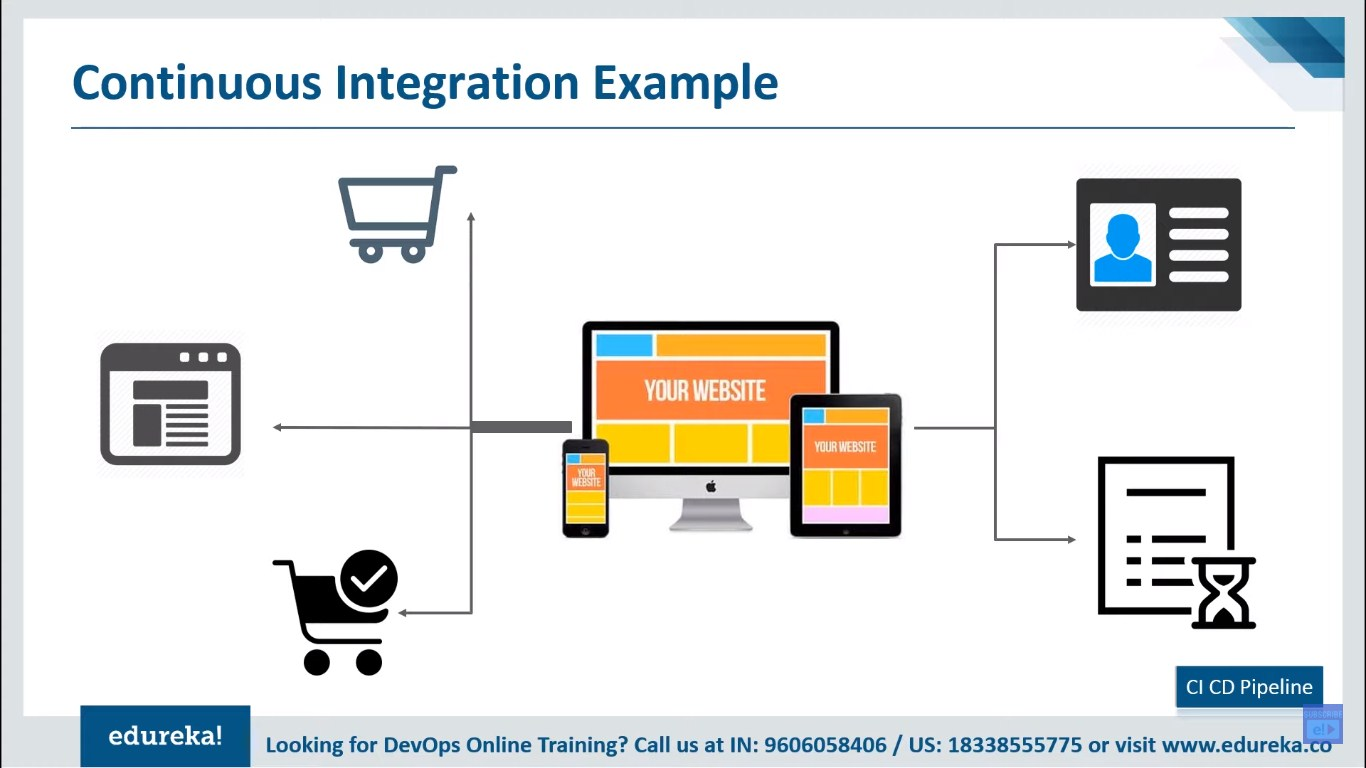 Continuous Integration Example
YOUR WEBSITE
YOUR WEBSITE
YOUR
WEBSITE
CI CD Pipeline
edureka!
Looking for DevOps Online Training? Call us at IN: 9606058406 / US: 18338555775 or visit www.edureka.co